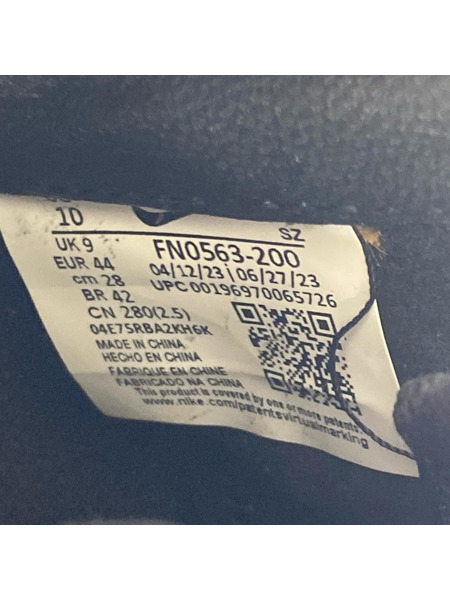 10
SZ
UK 9
EUR 44
cm 28
BR 42
CN 280(2.5)
04E75RBA2KH6K
FN0563-200
04/12/23 \ 06/27/23
UPC 00196970065726
MADE IN CHINA
HECHO EN CHINA
FABRIQUE EN CHINE
FABRICADO NA CHINA
This product is covered by one or more patents.
www.nike.com/patentsvirtualmarking